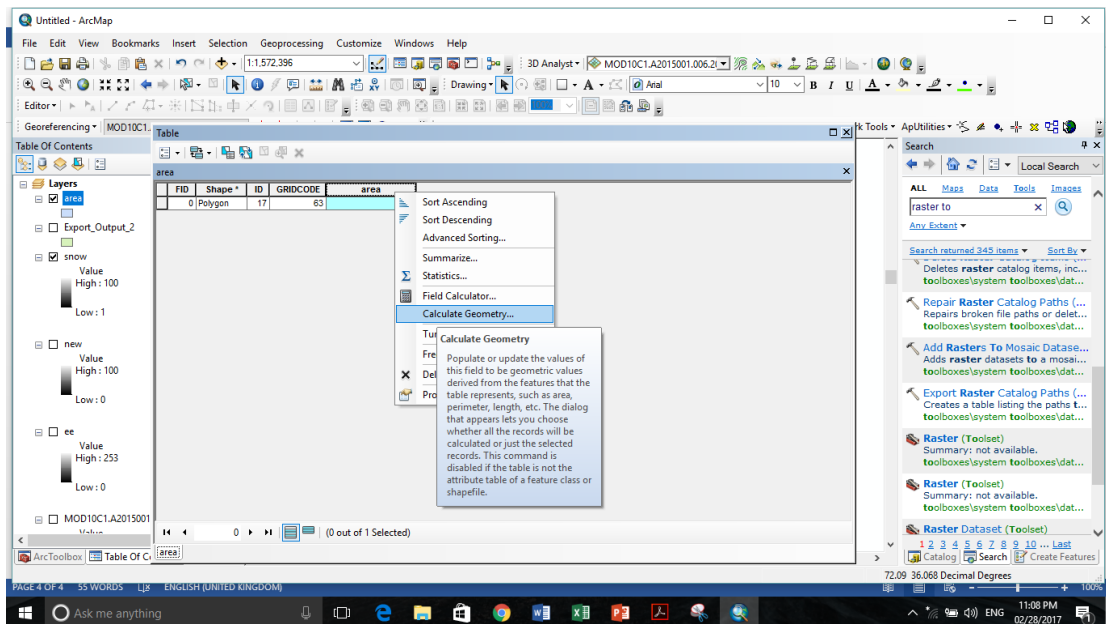 Untitled - ArcMap
File Edit View Bookmarks Insert Selection Geoprocessing Customize Windows Help
1:1,572,396 3D Analyst MOD10C1.A2015001.006.2(
Drawing A Arial 10 B I U A
Editor
Georeferencing MOD10C1. rk Tools ApUtilities
Table Of Contents
Layers
area
Export_Output_2
snow
Value
High : 100
Low : 1
new
Value
High : 100
Low : 0
ee
Value
High : 253
Low : 0
MOD10C1.A2015001
Value
ArcToolbox Table Of C
Table
area
FID Shape * ID GRIDCODE area
0 Polygon 17 63
Sort Ascending
Sort Descending
Advanced Sorting...
Summarize...
Statistics...
Field Calculator...
Calculate Geometry...
Tur
Fre
Del
Pro
Calculate Geometry
Populate or update the values of
this field to be geometric values
derived from the features that the
table represents, such as area,
perimeter, length, etc. The dialog
that appears lets you choose
whether all the records will be
calculated or just the selected
records. This command is
disabled if the table is not the
attribute table of a feature class or
shapefile.
0 (0 out of 1 Selected)
area
Search
Local Search
ALL Maps Data Tools Images
raster to
Any Extent
Search returned 345 items Sort By
Deletes raster catalog items, inc...
toolboxes\system toolboxes\dat...
Repair Raster Catalog Paths (...
Repairs broken file paths or delet...
toolboxes\system toolboxes\dat...
Add Rasters To Mosaic Datase...
Adds raster datasets to a mosai...
toolboxes\system toolboxes\dat...
Export Raster Catalog Paths (...
Creates a table listing the paths t...
toolboxes\system toolboxes\dat...
Raster (Toolset)
Summary: not available.
toolboxes\system toolboxes\dat...
Raster (Toolset)
Summary: not available.
toolboxes\system toolboxes\dat...
Raster Dataset (Toolset)
1 2 3 4 5 6 7 8 9 10 ... Last
Catalog Search Create Features
72.09 36.068 Decimal Degrees
PAGE 4 OF 4 55 WORDS ENGLISH (UNITED KINGDOM) 100%
Ask me anything ENG 11:08 PM
02/28/2017